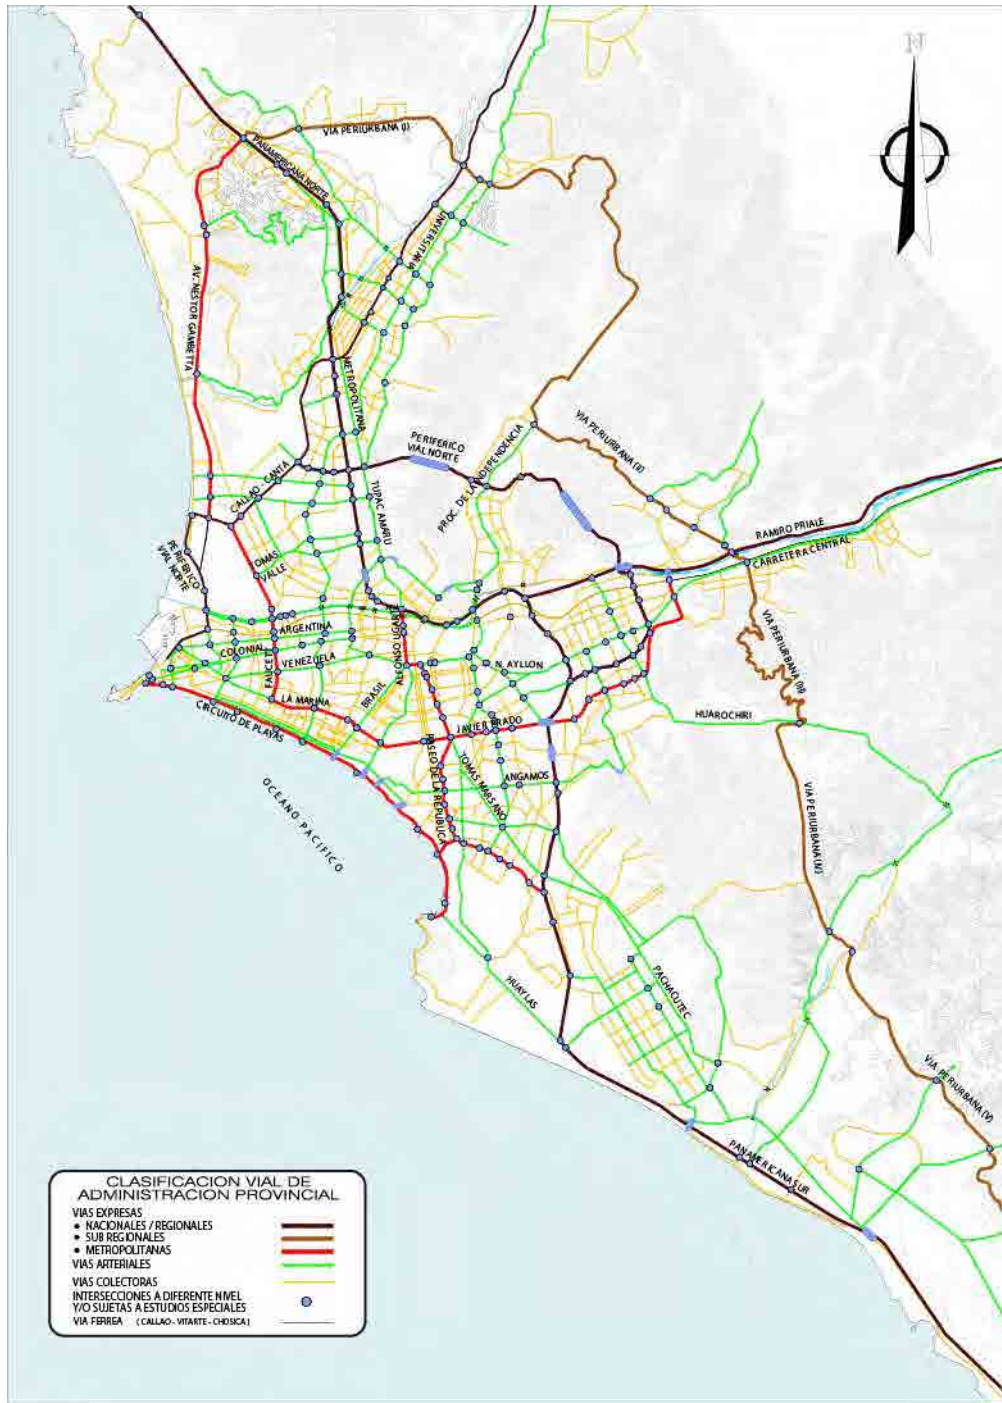 N
VIA PERIURBANA (I)
PANAMERICANA NORTE
UNIVERSITARIA
AV. NESTOR GAMBETTA
METROPOLITANA
VIA PERIURBANA (II)
PERIFERICO
VIAL NORTE
PROC. DE LA INDEPENDENCIA
CALLAO - CANTA
TUPAC AMARU
RAMIRO PRIALE
CARRETERA CENTRAL
PERIFERICO
VIAL NORTE
TOMAS
VALLE
VIA PERIURBANA (III)
ARGENTINA
COLONIAL
VENEZUELA
ALFONSO UGARTE
FAUCETT
N. AYLLON
BRASIL
LA MARINA
CIRCUITO DE PLAYAS
JAVIER PRADO
HUAROCHIRI
PASEO DE LA REPUBLICA
TOMAS MARSANO
ANGAMOS
OCEANO PACIFICO
VIA PERIURBANA (IV)
HUAYLAS
PACHACUTEC
VIA PERIURBANA (V)
PANAMERICANA SUR
CLASIFICACION VIAL DE
ADMINISTRACION PROVINCIAL
VIAS EXPRESAS
• NACIONALES / REGIONALES
• SUB REGIONALES
• METROPOLITANAS
VIAS ARTERIALES
VIAS COLECTORAS
INTERSECCIONES A DIFERENTE NIVEL
Y/O SUJETAS A ESTUDIOS ESPECIALES
VIA FERREA (CALLAO - VITARTE - CHOSICA)